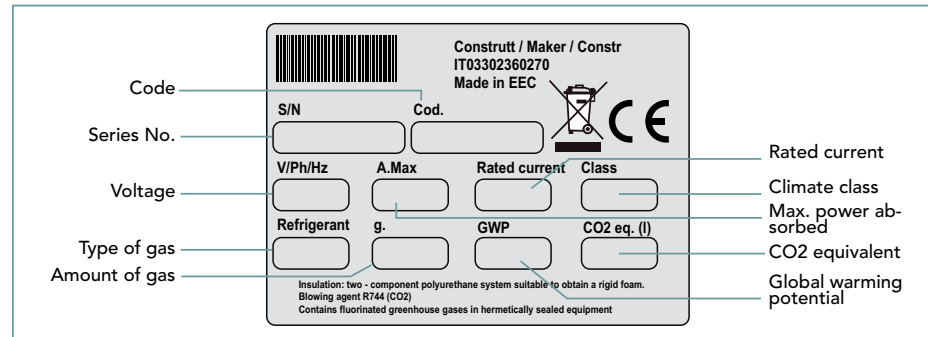 Construtt / Maker / Constr
IT03302360270
Made in EEC
Code
S/N
Cod.
CE
Series No.
V/Ph/Hz
A.Max
Rated current
Class
Rated current
Voltage
Climate class
Max. power ab-
sorbed
Refrigerant
g.
GWP
CO2 eq. (l)
Type of gas
CO2 equivalent
Amount of gas
Global warming
potential
Insulation: two - component polyurethane system suitable to obtain a rigid foam.
Blowing agent R744 (CO2)
Contains fluorinated greenhouse gases in hermetically sealed equipment